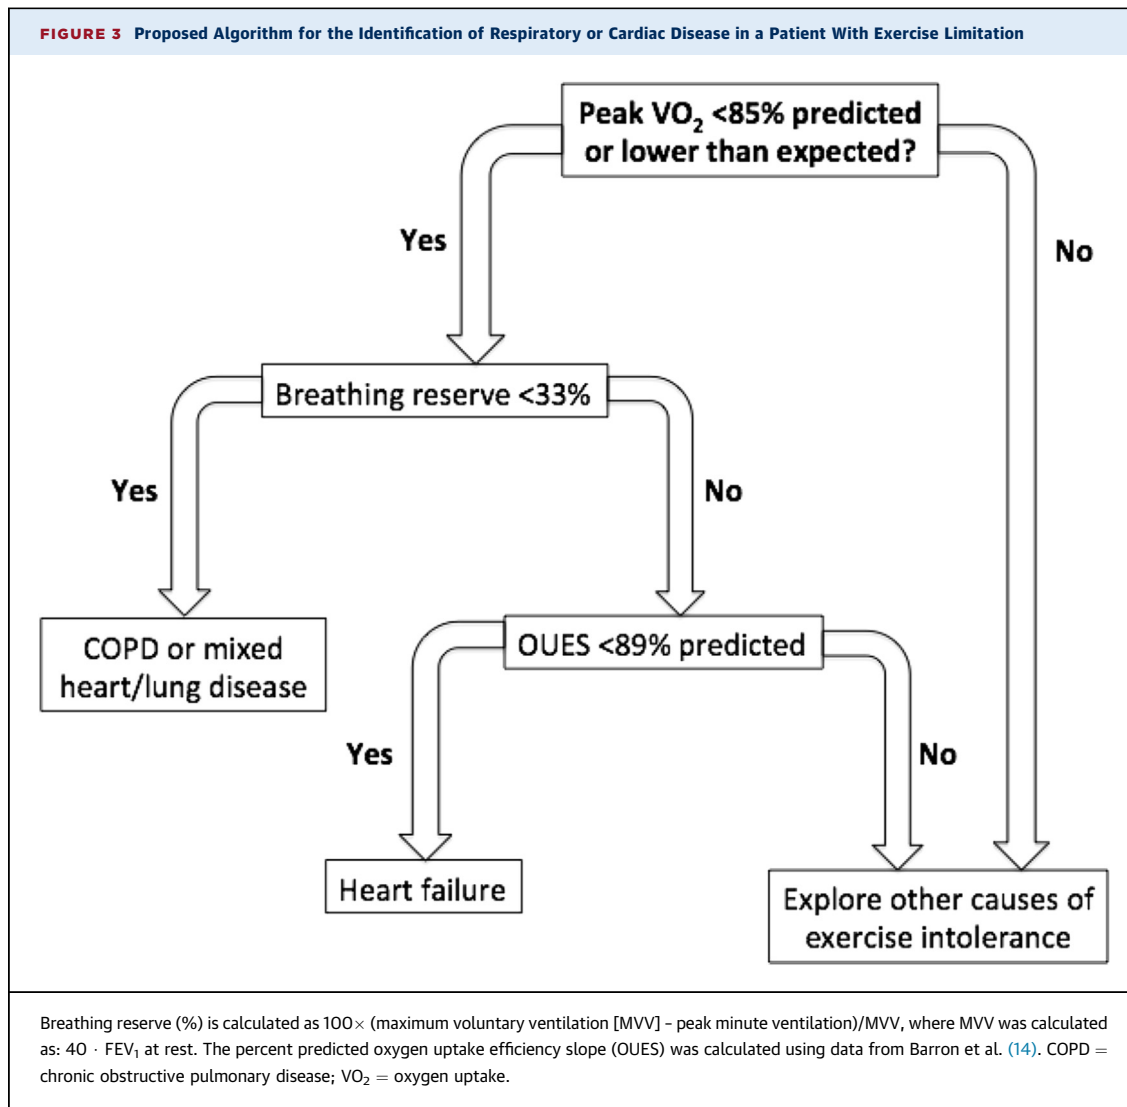 FIGURE 3 Proposed Algorithm for the Identification of Respiratory or Cardiac Disease in a Patient With Exercise Limitation
Peak VO₂ <85% predicted
or lower than expected?
Yes
No
Breathing reserve <33%
Yes
No
COPD or mixed
heart/lung disease
OUES <89% predicted
Yes
No
Heart failure
Explore other causes of
exercise intolerance
Breathing reserve (%) is calculated as 100× (maximum voluntary ventilation [MVV] - peak minute ventilation)/MVV, where MVV was calculated
as: 40 · FEV₁ at rest. The percent predicted oxygen uptake efficiency slope (OUES) was calculated using data from Barron et al. (14). COPD =
chronic obstructive pulmonary disease; VO₂ = oxygen uptake.